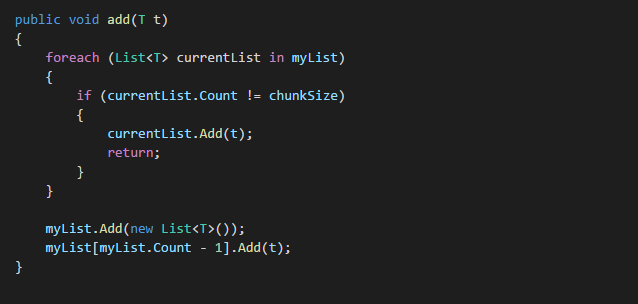 public void add(T t)
{
    foreach (List<T> currentList in myList)
    {
        if (currentList.Count != chunkSize)
        {
            currentList.Add(t);
            return;
        }
    }

    myList.Add(new List<T>());
    myList[myList.Count - 1].Add(t);
}